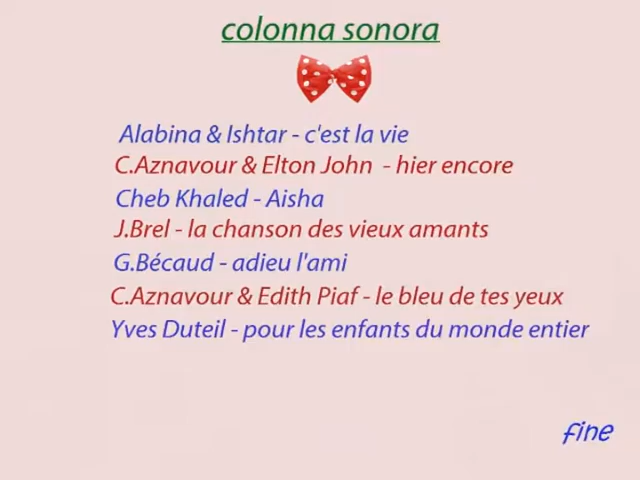 colonna sonora
Alabina & Ishtar - c'est la vie
C.Aznavour & Elton John - hier encore
Cheb Khaled - Aisha
J.Brel - la chanson des vieux amants
G.Bécaud - adieu l'ami
C.Aznavour & Edith Piaf - le bleu de tes yeux
Yves Duteil - pour les enfants du monde entier
fine